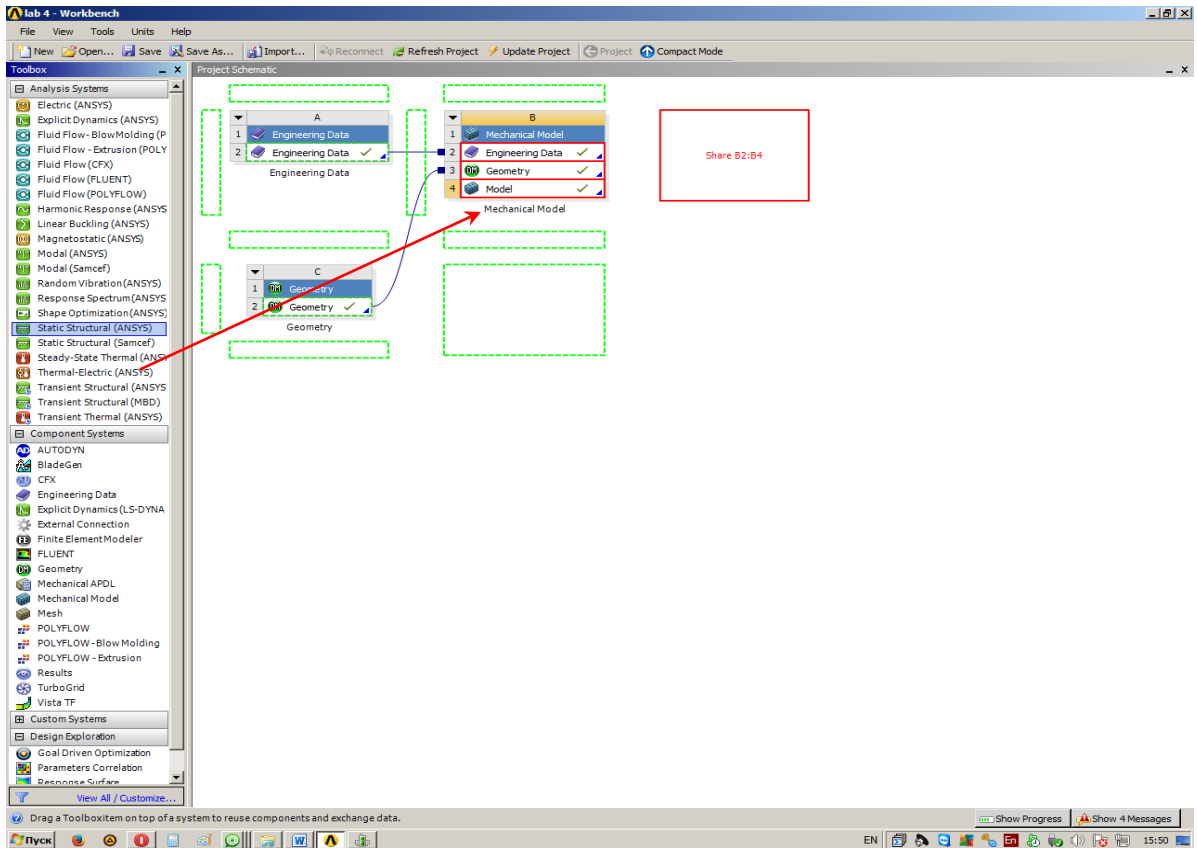 lab 4 - Workbench
File View Tools Units Help
New Open... Save Save As... Import... Reconnect Refresh Project Update Project Project Compact Mode
Toolbox
Project Schematic
Analysis Systems
Electric (ANSYS)
Explicit Dynamics (ANSYS)
Fluid Flow- BlowMolding (P
Fluid Flow - Extrusion (POLY
Fluid Flow (CFX)
Fluid Flow (FLUENT)
Fluid Flow (POLYFLOW)
Harmonic Response (ANSYS
Linear Buckling (ANSYS)
Magnetostatic (ANSYS)
Modal (ANSYS)
Modal (Samcef)
Random Vibration (ANSYS)
Response Spectrum (ANSYS
Shape Optimization (ANSYS)
Static Structural (ANSYS)
Static Structural (Samcef)
Steady-State Thermal (ANSY
Thermal-Electric (ANSYS)
Transient Structural (ANSYS
Transient Structural (MBD)
Transient Thermal (ANSYS)
Component Systems
AUTODYN
BladeGen
CFX
Engineering Data
Explicit Dynamics (LS-DYNA
External Connection
Finite Element Modeler
FLUENT
Geometry
Mechanical APDL
Mechanical Model
Mesh
POLYFLOW
POLYFLOW - Blow Molding
POLYFLOW - Extrusion
Results
TurboGrid
Vista TF
Custom Systems
Design Exploration
Goal Driven Optimization
Parameters Correlation
Response Surface
View All / Customize...
A
1 Engineering Data
2 Engineering Data
Engineering Data
B
1 Mechanical Model
2 Engineering Data
3 Geometry
4 Model
Mechanical Model
Share B2:B4
C
1 Geometry
2 Geometry
Geometry
Drag a Toolboxitem on top of a system to reuse components and exchange data.
Show Progress
Show 4 Messages
Пуск
EN
En
15:50